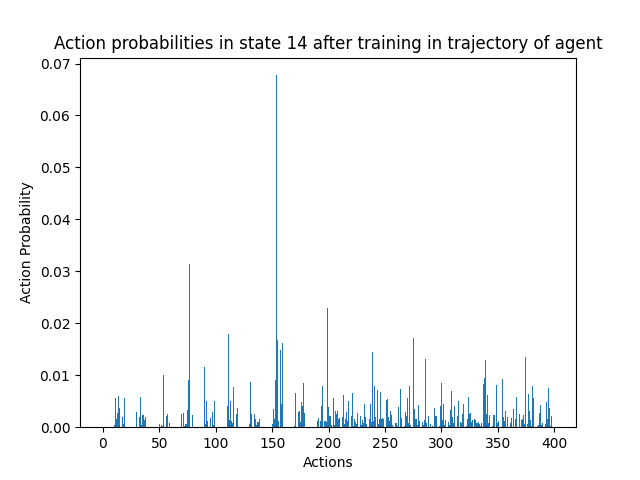 Action probabilities in state 14 after training in trajectory of agent
0.07
0.06
0.05
0.04
0.03
0.02
0.01
0.00
Action Probability
0 50 100 150 200 250 300 350 400
Actions